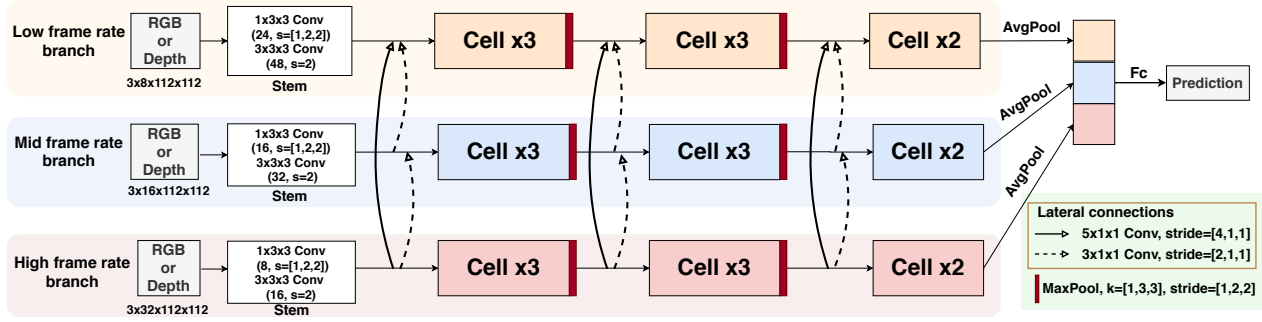 Low frame rate
branch
RGB
or
Depth
3x8x112x112
1x3x3 Conv
(24, s=[1,2,2])
3x3x3 Conv
(48, s=2)
Stem
Cell x3
Cell x3
Cell x2
AvgPool
Mid frame rate
branch
RGB
or
Depth
3x16x112x112
1x3x3 Conv
(16, s=[1,2,2])
3x3x3 Conv
(32, s=2)
Stem
Cell x3
Cell x3
Cell x2
AvgPool
Fc
Prediction
High frame rate
branch
RGB
or
Depth
3x32x112x112
1x3x3 Conv
(8, s=[1,2,2])
3x3x3 Conv
(16, s=2)
Stem
Cell x3
Cell x3
Cell x2
AvgPool
Lateral connections
5x1x1 Conv, stride=[4,1,1]
3x1x1 Conv, stride=[2,1,1]
MaxPool, k=[1,3,3], stride=[1,2,2]